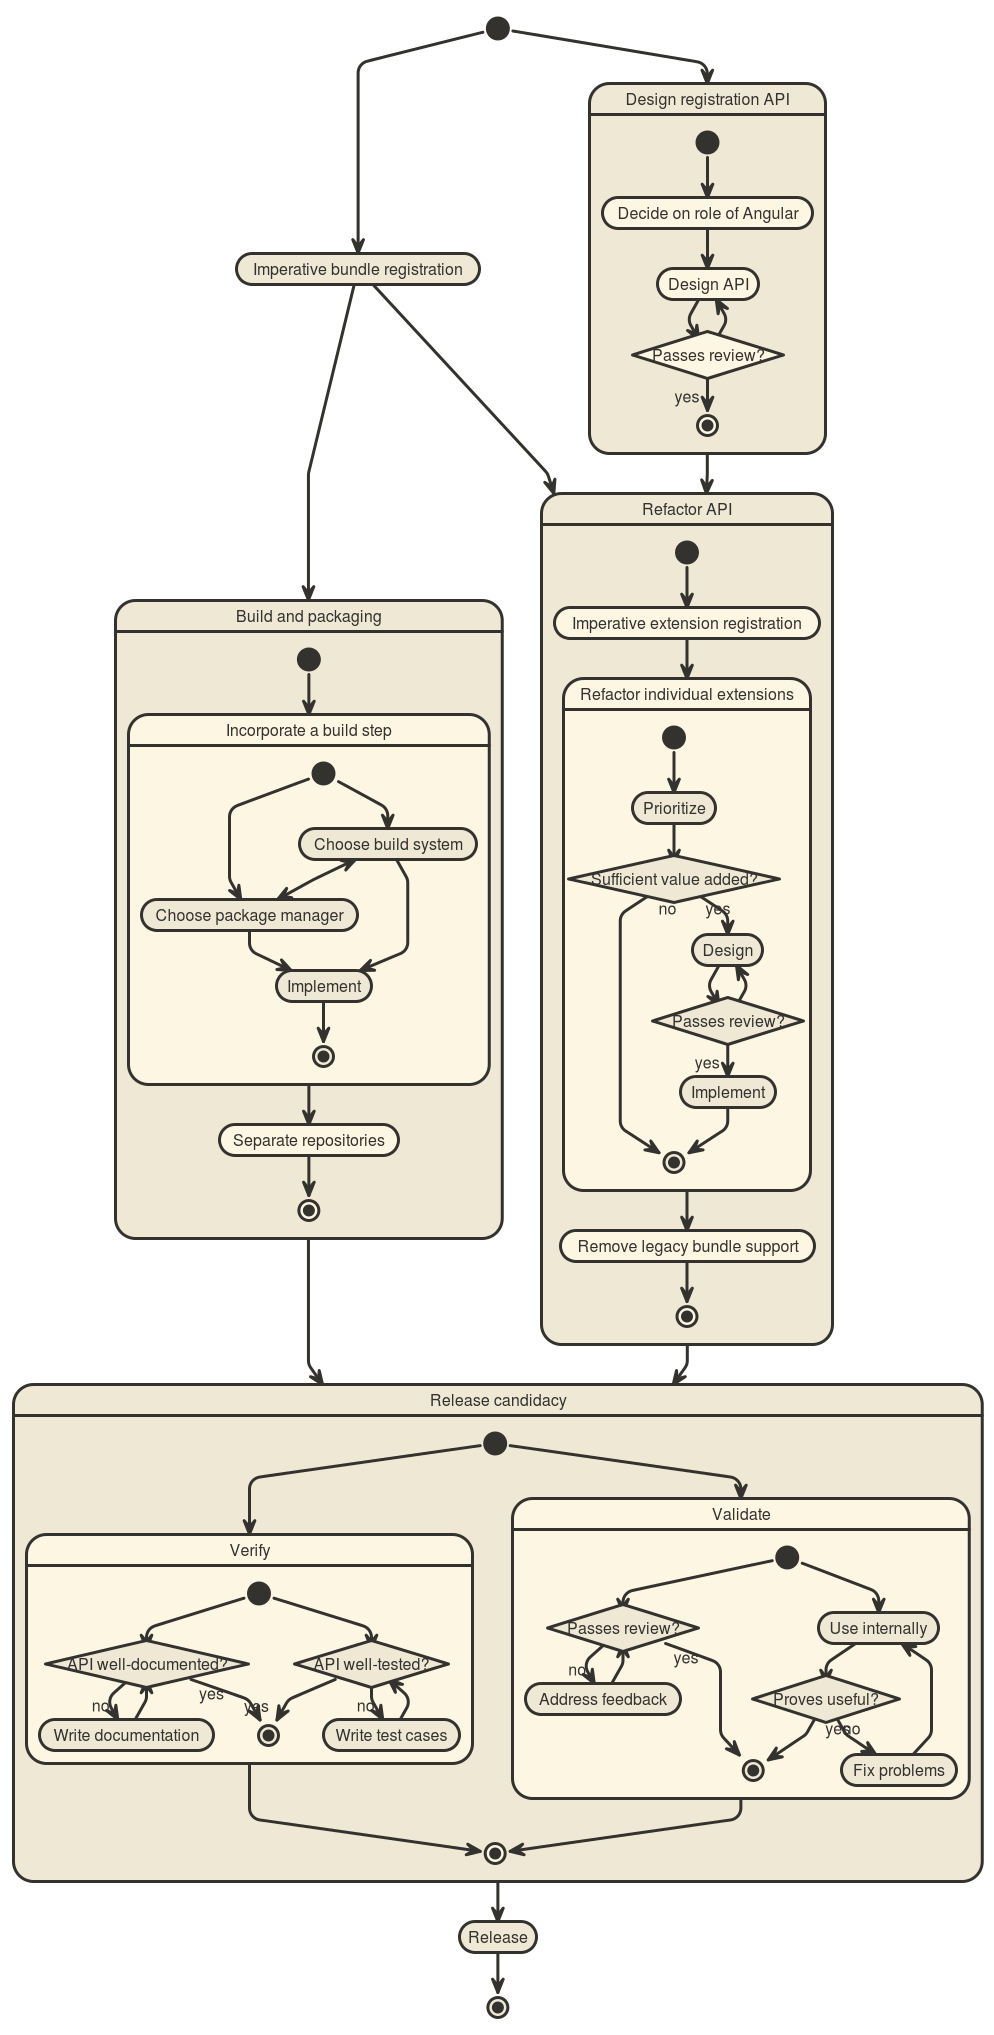 Design registration API
Decide on role of Angular
Imperative bundle registration
Design API
Passes review?
yes
Refactor API
Build and packaging
Imperative extension registration
Refactor individual extensions
Incorporate a build step
Prioritize
Choose build system
Sufficient value added?
no
yes
Choose package manager
Design
Implement
Passes review?
yes
Implement
Separate repositories
Remove legacy bundle support
Release candidacy
Validate
Verify
Passes review?
Use internally
API well-documented?
API well-tested?
yes
no
yes
Address feedback
Proves useful?
no
yes
no
yes
no
Write documentation
Write test cases
yes
Fix problems
Release